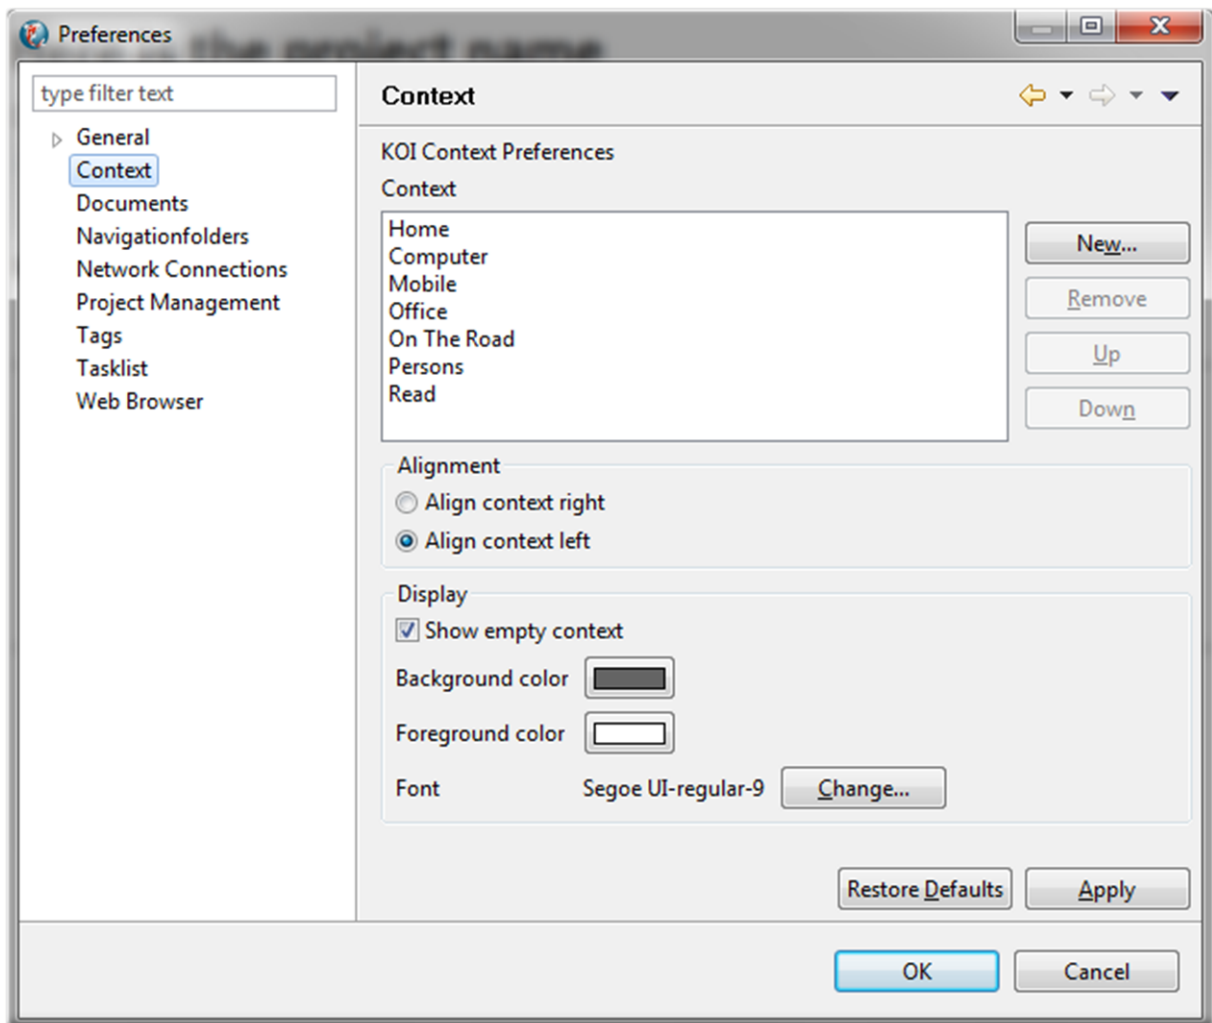 Preferences
the project name
type filter text
General
Context
Documents
Navigationfolders
Network Connections
Project Management
Tags
Tasklist
Web Browser
Context
KOI Context Preferences
Context
Home
Computer
Mobile
Office
On The Road
Persons
Read
New...
Remove
Up
Down
Alignment
Align context right
Align context left
Display
Show empty context
Background color
Foreground color
Font Segoe UI-regular-9 Change...
Restore Defaults Apply
OK Cancel